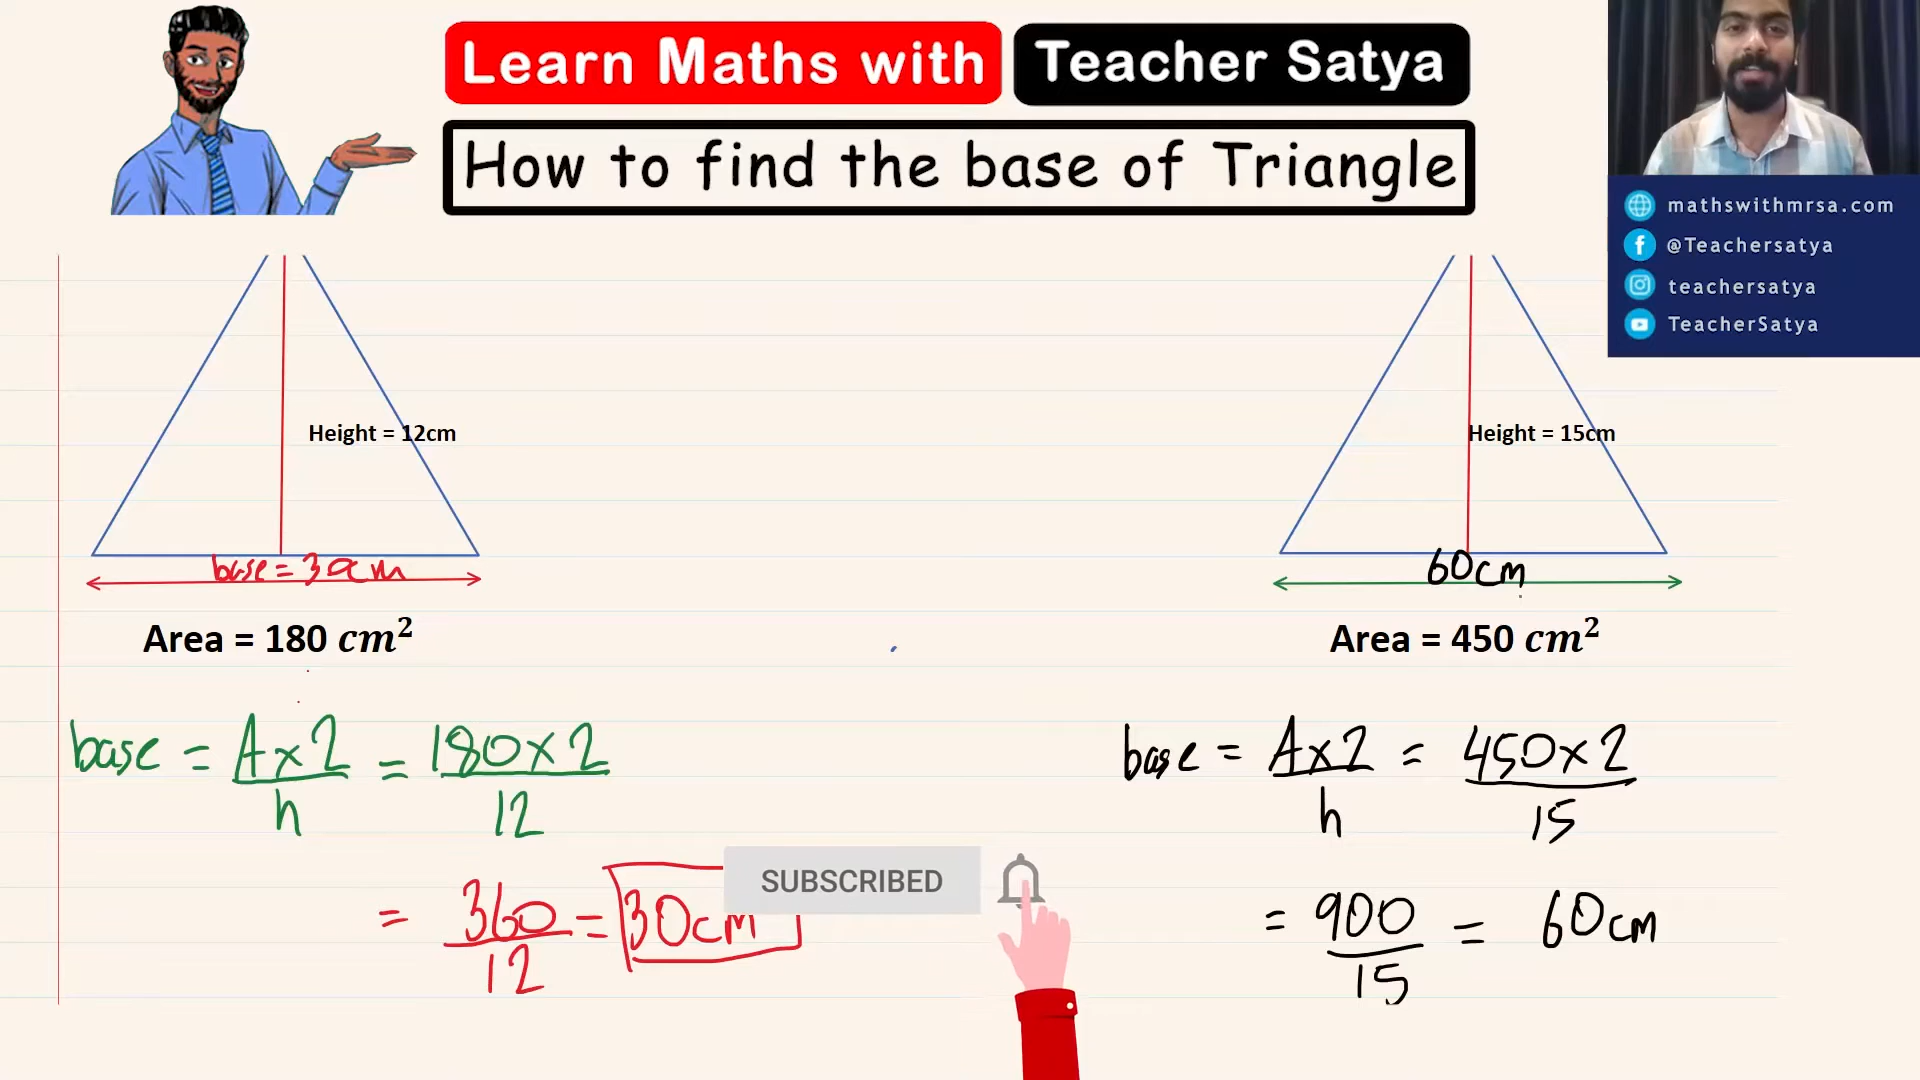 Learn Maths with Teacher Satya
How to find the base of Triangle
mathswithmrsa.com
@Teachersatya
teachersatya
TeacherSatya
Height = 12cm
base = 30cm
Area = 180 cm²
base = A×2/h = 180×2/12
= 360/12 = 30cm
Height = 15cm
60cm
Area = 450 cm²
base = A×2/h = 450×2/15
= 900/15 = 60cm
SUBSCRIBED